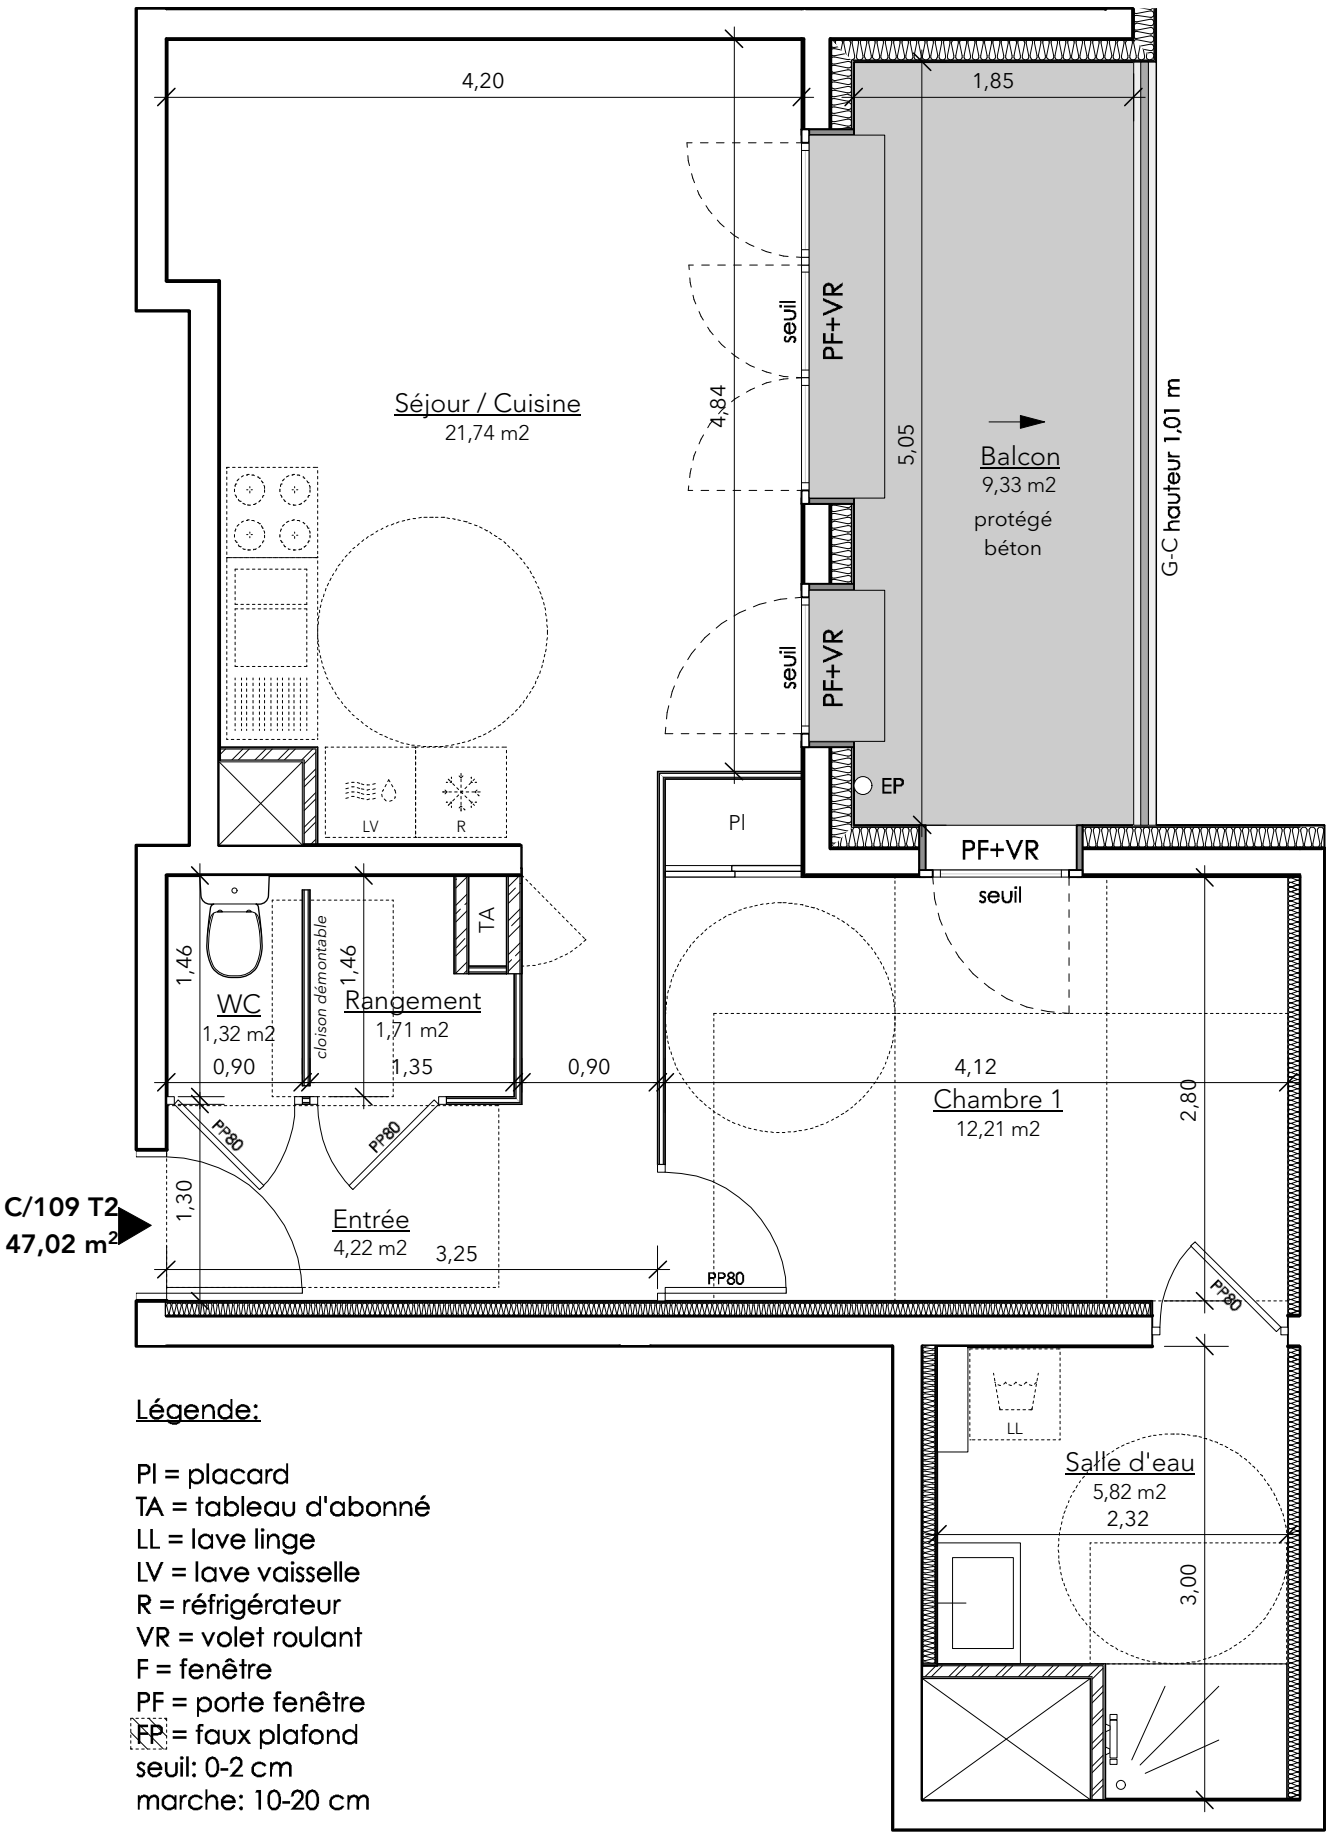 4,20
1,85
seuil
PF+VR
Séjour / Cuisine
21,74 m2
4,84
5,05
Balcon
9,33 m2
protégé
béton
G-C hauteur 1,01 m
seuil
PF+VR
EP
LV
R
Pl
PF+VR
seuil
TA
1,46
cloison démontable
1,46
WC
1,32 m2
Rangement
1,71 m2
0,90
1,35
0,90
4,12
Chambre 1
12,21 m2
2,80
PP80
PP80
C/109 T2
47,02 m²
1,30
Entrée
4,22 m2
3,25
PP80
PP80
LL
Salle d'eau
5,82 m2
2,32
3,00
Légende:
Pl = placard
TA = tableau d'abonné
LL = lave linge
LV = lave vaisselle
R = réfrigérateur
VR = volet roulant
F = fenêtre
PF = porte fenêtre
FP = faux plafond
seuil: 0-2 cm
marche: 10-20 cm